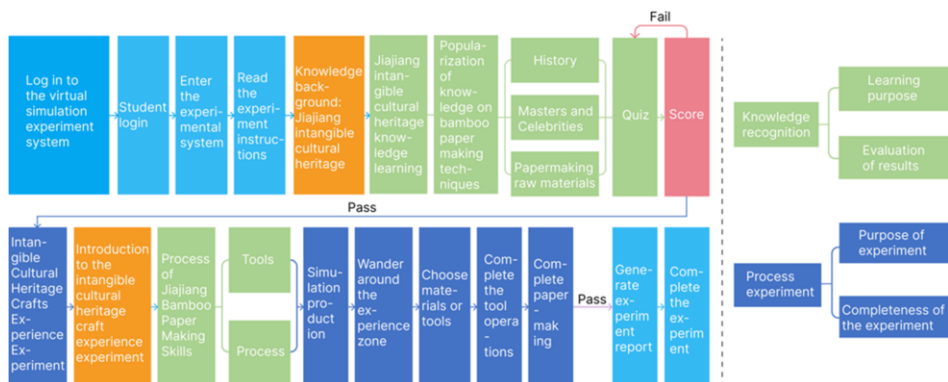 Fail
Log in to
the virtual
simulation
experiment
system
Student
login
Enter
the
experi-
mental
system
Read
the
experi-
ment
instruc-
tions
Knowledge
back-
ground:
Jiajiang
intangible
cultural
heritage
Jiajiang
intan-
gible
cultural
heritage
know-
ledge
learning
Popula-
rization
of
know-
ledge on
bamboo
paper
making
tech-
niques
History
Masters and
Celebrities
Papermaking
raw materials
Quiz
Score
Pass
Intan-
gible
Cultural
Heritage
Crafts
Ex-
perience
Ex-
periment
Introduction
to the
intangible
cultural
heritage
craft
experience
experiment
Process
of
Jiajiang
Bamboo
Paper
Making
Skills
Tools
Process
Sim-
ulation
pro-
duct-
ion
Wander
around
the ex-
perience
zone
Choose
materials
or tools
Com-
plete
the
tool
opera
-tions
Com-
plete
paper
-mak
ing
Pass
Gene-
rate
ex-
peri-
ment
report
Com-
plete
the
ex-
peri-
ment
Knowledge
recognition
Learning
purpose
Evaluation
of results
Process
experiment
Purpose of
experiment
Completeness
of the experiment